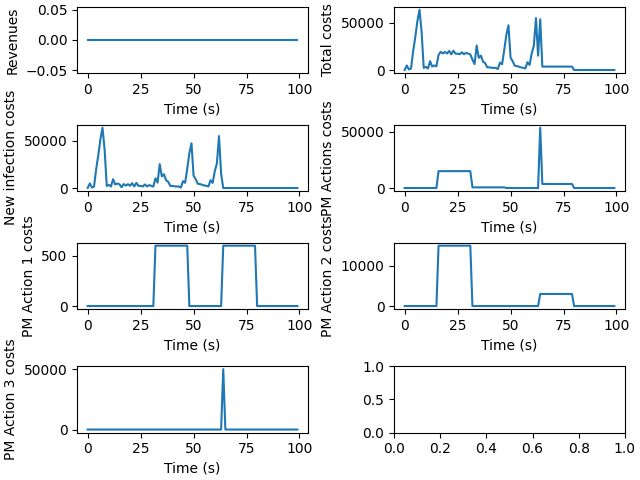 Revenues
0.05
0.00
−0.05
0 25 50 75 100
Time (s)
Total costs
50000
0
0 25 50 75 100
Time (s)
New infection costs
50000
0
0 25 50 75 100
Time (s)
PM Actions costs
50000
0
0 25 50 75 100
Time (s)
PM Action 1 costs
500
0
0 25 50 75 100
Time (s)
PM Action 2 costs
10000
0
0 25 50 75 100
Time (s)
PM Action 3 costs
50000
0
0 25 50 75 100
Time (s)
1.0
0.5
0.0
0.0 0.2 0.4 0.6 0.8 1.0